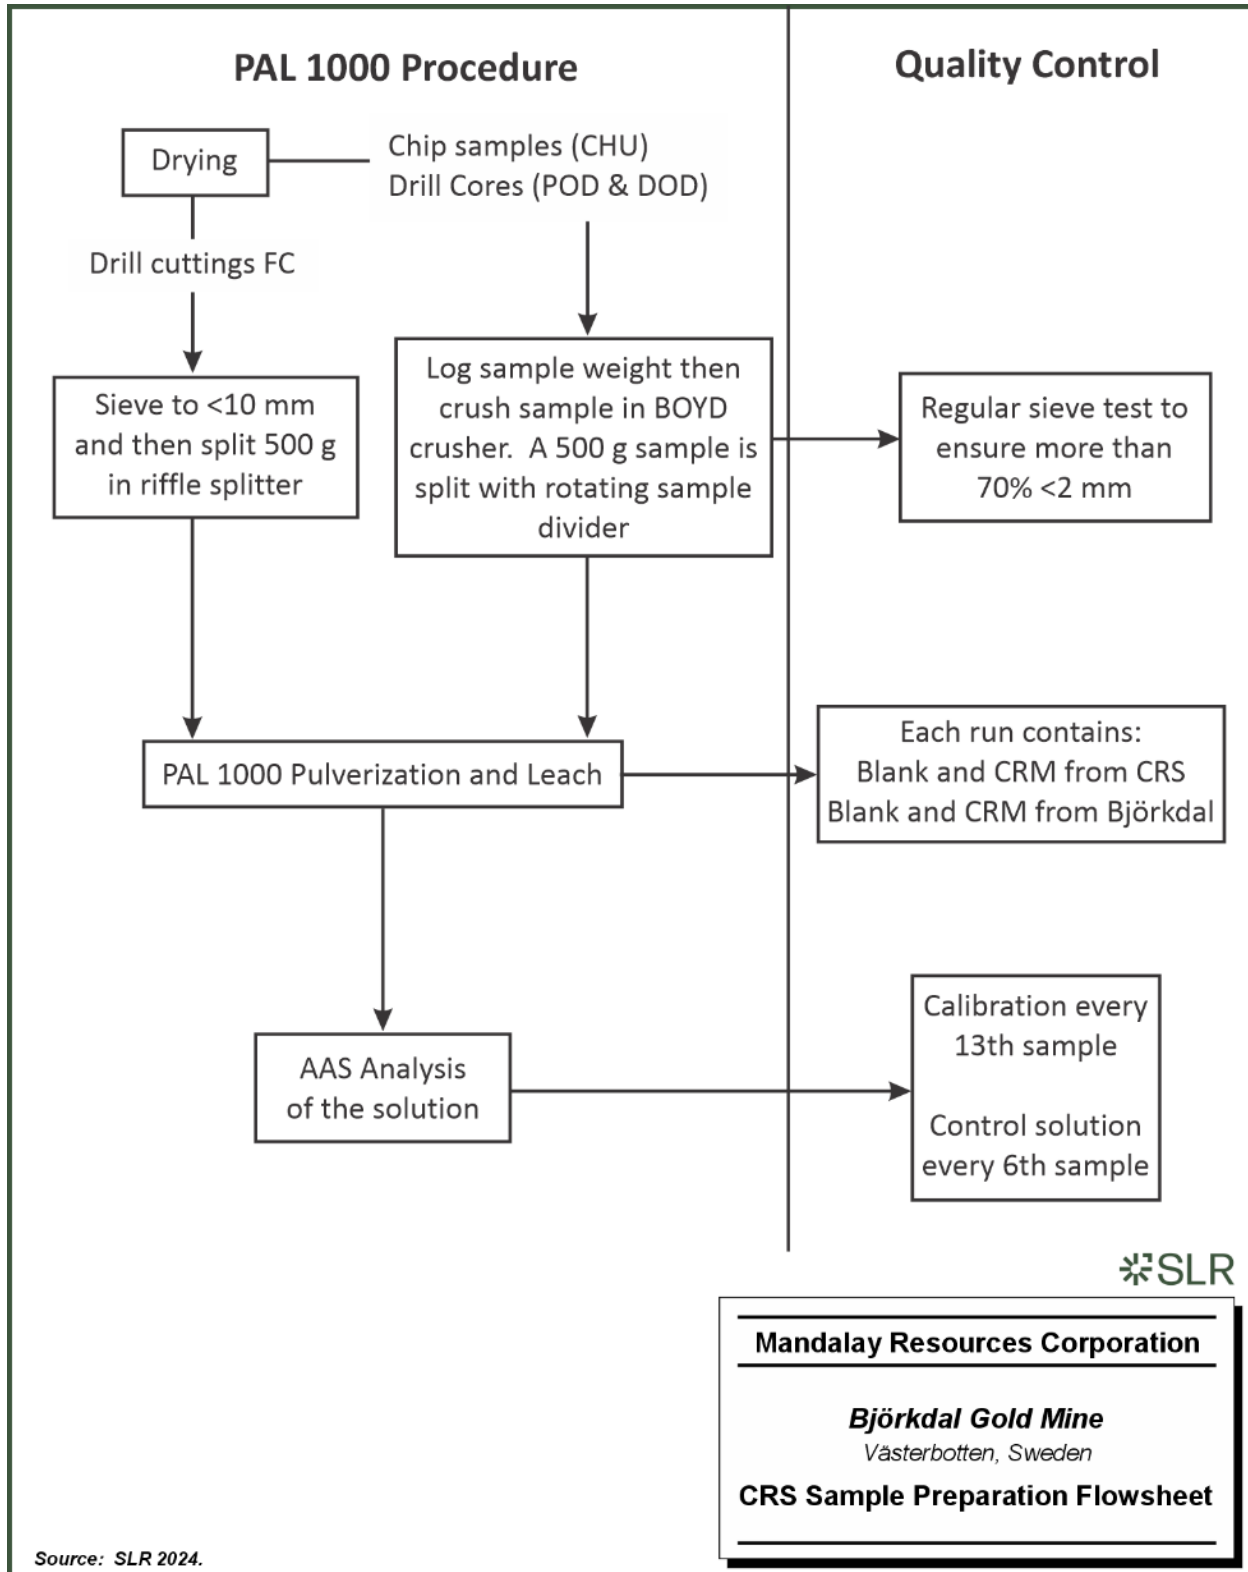 PAL 1000 Procedure
Quality Control
Drying
Chip samples (CHU)
Drill Cores (POD & DOD)
Drill cuttings FC
Sieve to <10 mm
and then split 500 g
in riffle splitter
Log sample weight then
crush sample in BOYD
crusher. A 500 g sample is
split with rotating sample
divider
Regular sieve test to
ensure more than
70% <2 mm
PAL 1000 Pulverization and Leach
Each run contains:
Blank and CRM from CRS
Blank and CRM from Björkdal
AAS Analysis
of the solution
Calibration every
13th sample
Control solution
every 6th sample
SLR
Mandalay Resources Corporation
Björkdal Gold Mine
Västerbotten, Sweden
CRS Sample Preparation Flowsheet
Source: SLR 2024.